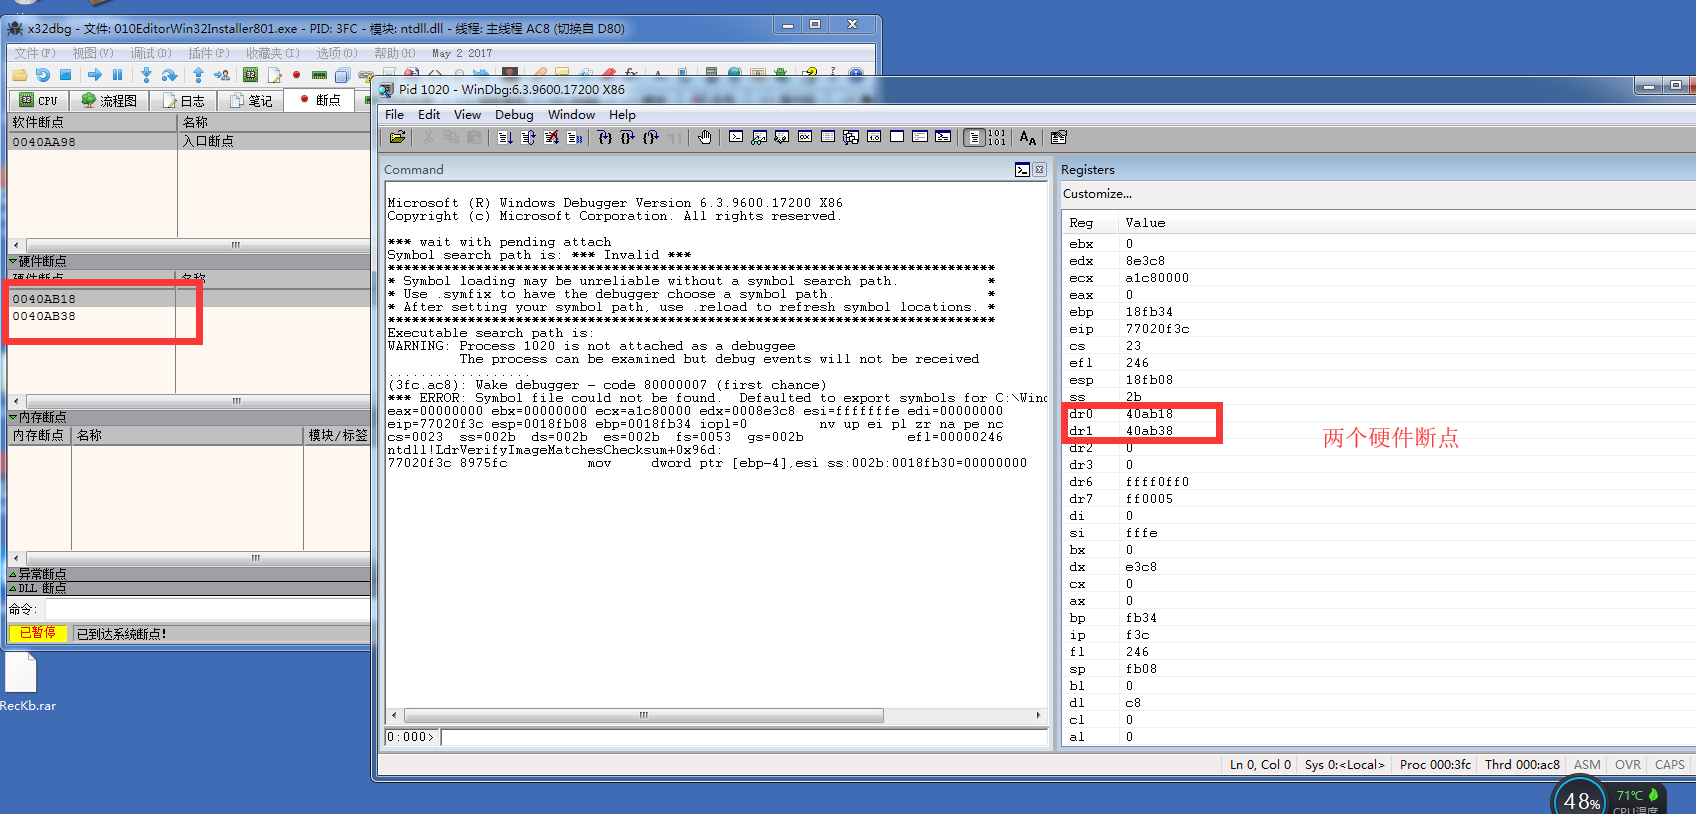 x32dbg - 文件: 010EditorWin32Installer801.exe - PID: 3FC - 模块: ntdll.dll - 线程: 主线程 AC8 (切换自 D80)
文件(F) 视图(V) 调试(D) 插件(P) 收藏夹(I) 选项(O) 帮助(H) May 2 2017
CPU 流程图 日志 笔记 断点
软件断点 名称
0040AA98 入口断点
硬件断点
硬件断点 名称
0040AB18
0040AB38
内存断点
内存断点 名称 模块/标签
异常断点
DLL 断点
命令:
已暂停 已到达系统断点!
RecKb.rar
Pid 1020 - WinDbg:6.3.9600.17200 X86
File Edit View Debug Window Help
Command
Microsoft (R) Windows Debugger Version 6.3.9600.17200 X86
Copyright (c) Microsoft Corporation. All rights reserved.
*** wait with pending attach
Symbol search path is: *** Invalid ***
****************************************************************************
* Symbol loading may be unreliable without a symbol search path. *
* Use .symfix to have the debugger choose a symbol path. *
* After setting your symbol path, use .reload to refresh symbol locations. *
****************************************************************************
Executable search path is:
WARNING: Process 1020 is not attached as a debuggee
The process can be examined but debug events will not be received
..................
(3fc.ac8): Wake debugger - code 80000007 (first chance)
*** ERROR: Symbol file could not be found. Defaulted to export symbols for C:\Winc
eax=00000000 ebx=00000000 ecx=a1c80000 edx=0008e3c8 esi=fffffffe edi=00000000
eip=77020f3c esp=0018fb08 ebp=0018fb34 iopl=0 nv up ei pl zr na pe nc
cs=0023 ss=002b ds=002b es=002b fs=0053 gs=002b efl=00000246
ntdll!LdrVerifyImageMatchesChecksum+0x96d:
77020f3c 8975fc mov dword ptr [ebp-4],esi ss:002b:0018fb30=00000000
0:000>
Registers
Customize...
Reg Value
ebx 0
edx 8e3c8
ecx a1c80000
eax 0
ebp 18fb34
eip 77020f3c
cs 23
efl 246
esp 18fb08
ss 2b
dr0 40ab18
dr1 40ab38
dr2 0
dr3 0
dr6 ffff0ff0
dr7 ff0005
di 0
si fffe
bx 0
dx e3c8
cx 0
ax 0
bp fb34
ip f3c
fl 246
sp fb08
bl 0
dl c8
cl 0
al 0
两个硬件断点
Ln 0, Col 0 Sys 0:<Local> Proc 000:3fc Thrd 000:ac8 ASM OVR CAPS
48% 71℃
CPU温度